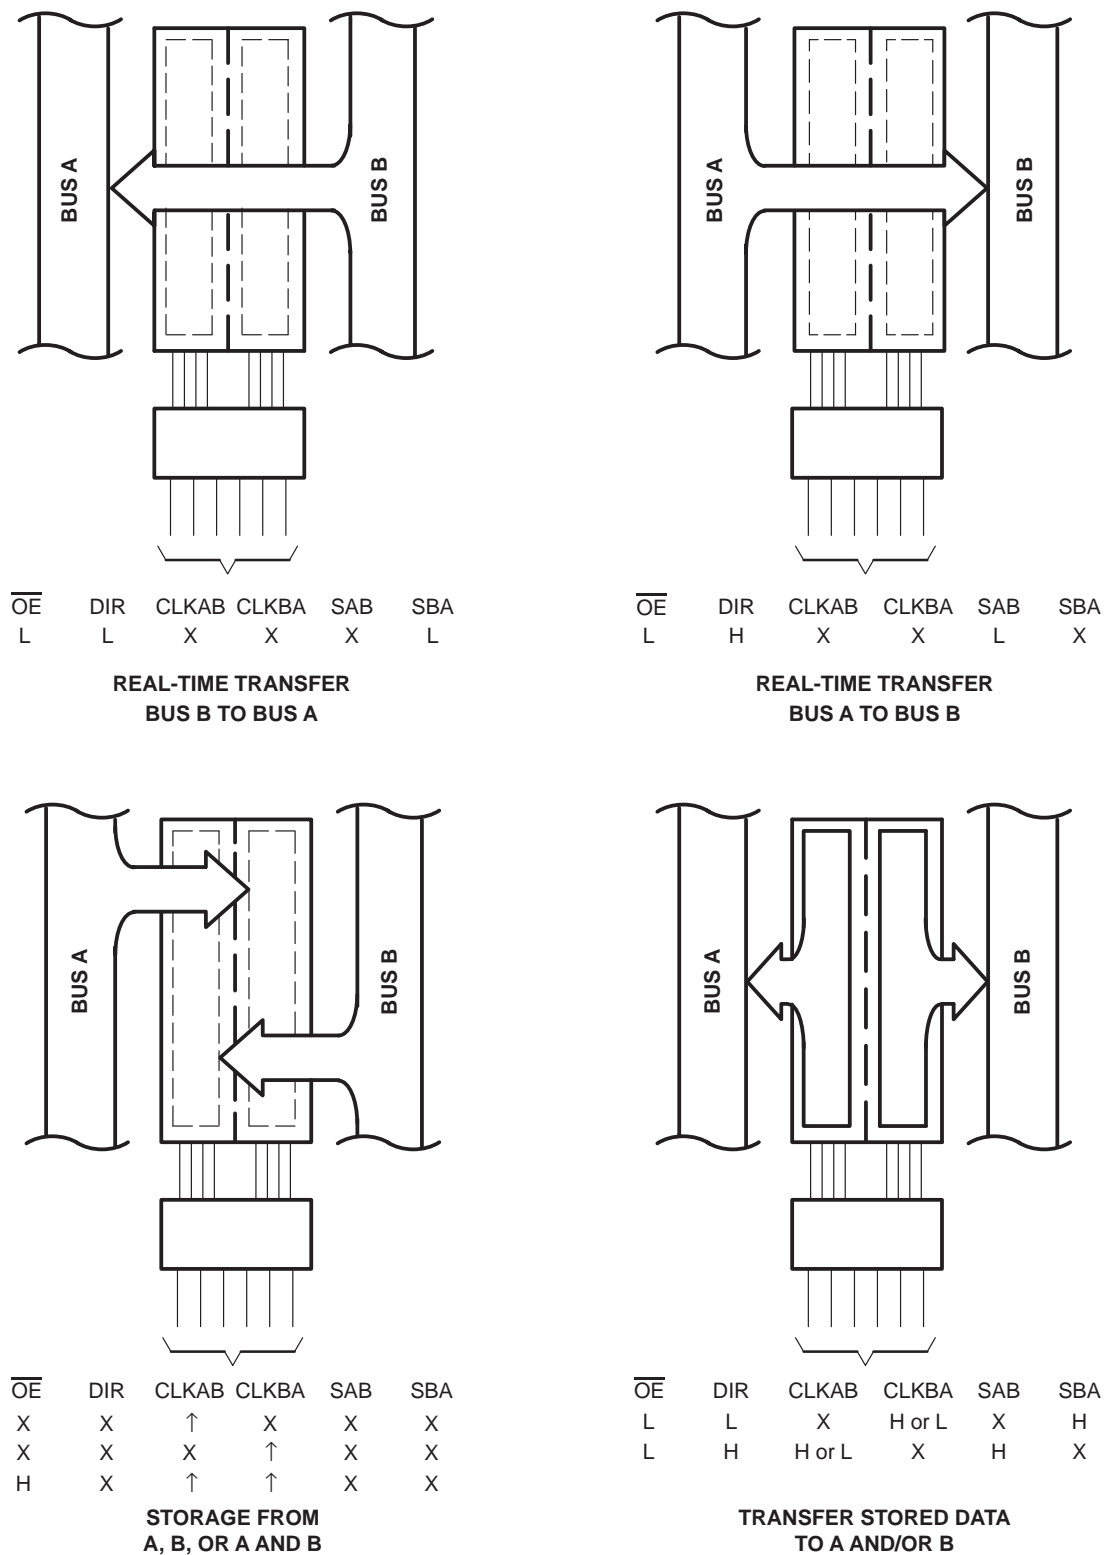 BUS A
BUS B
OE DIR CLKAB CLKBA SAB SBA
L L X X X L
REAL-TIME TRANSFER
BUS B TO BUS A
BUS A
BUS B
OE DIR CLKAB CLKBA SAB SBA
L H X X L X
REAL-TIME TRANSFER
BUS A TO BUS B
BUS A
BUS B
OE DIR CLKAB CLKBA SAB SBA
X X ↑ X X X
X X X ↑ X X
H X ↑ ↑ X X
STORAGE FROM
A, B, OR A AND B
BUS A
BUS B
OE DIR CLKAB CLKBA SAB SBA
L L X H or L X H
L H H or L X H X
TRANSFER STORED DATA
TO A AND/OR B